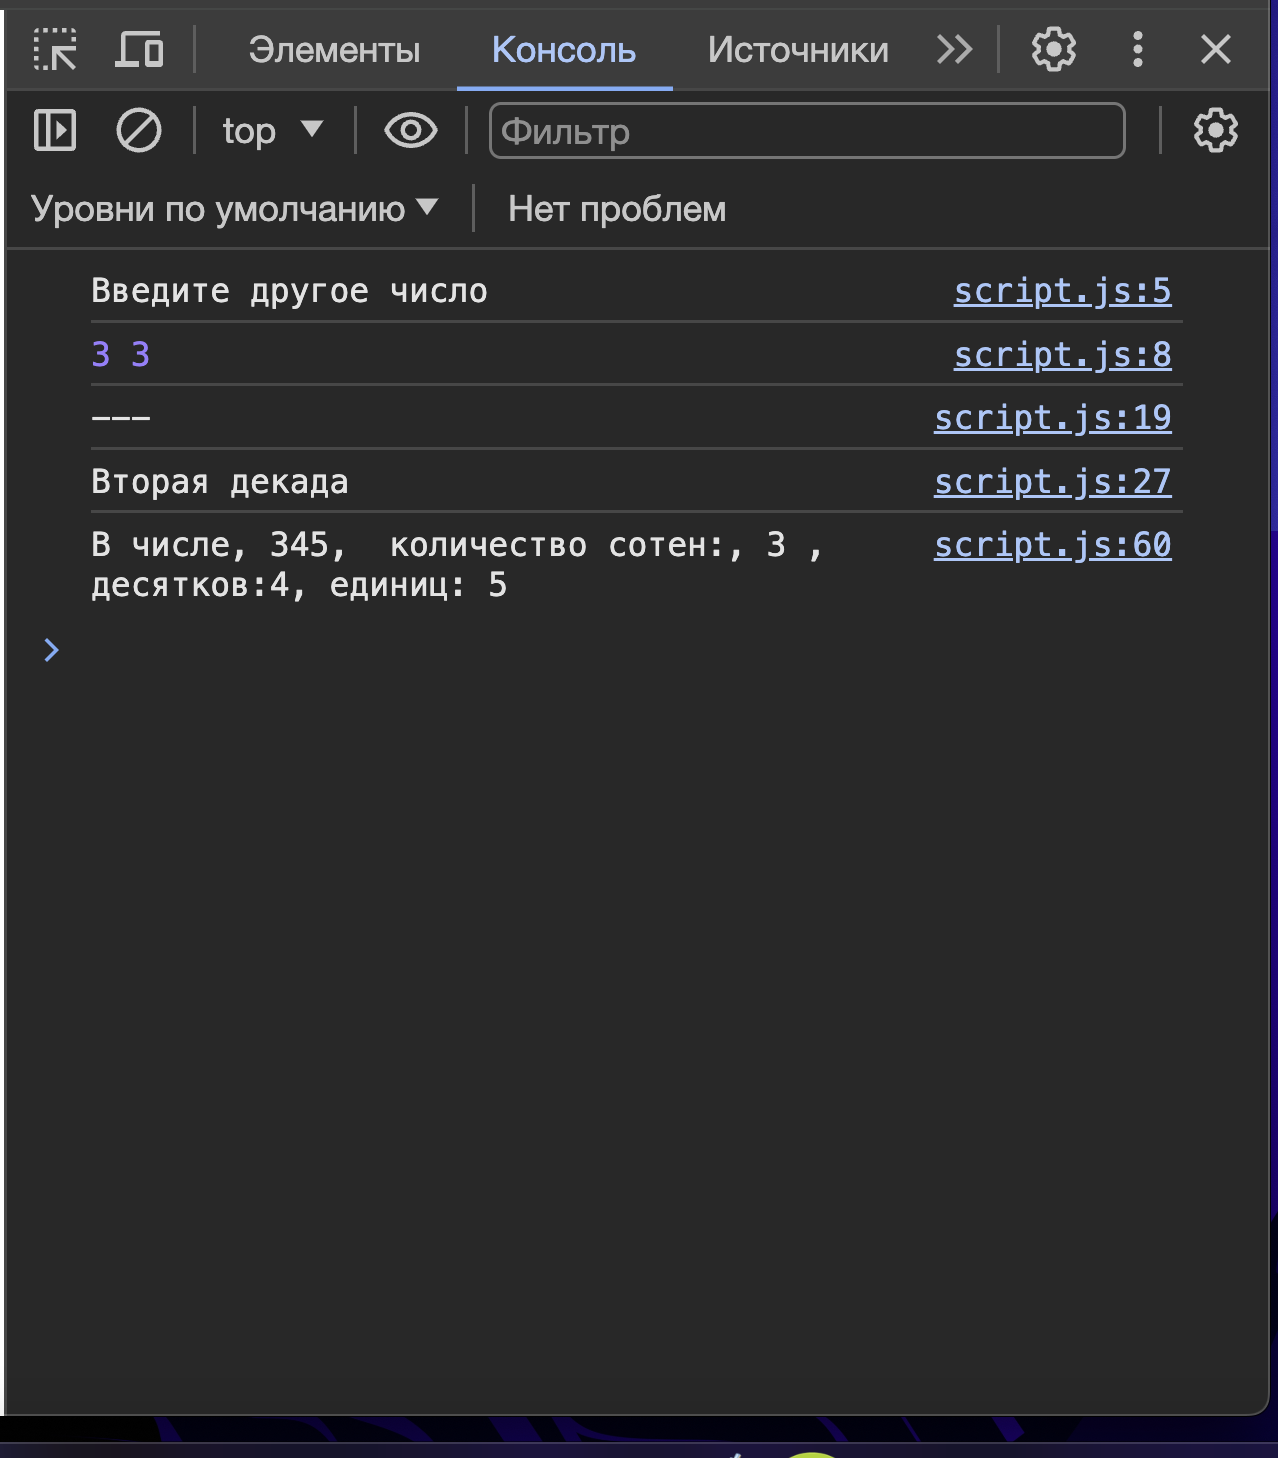 Элементы Консоль Источники
top Фильтр
Уровни по умолчанию Нет проблем
Введите другое число script.js:5
3 3 script.js:8
--- script.js:19
Вторая декада script.js:27
В числе, 345,  количество сотен:, 3 , script.js:60
десятков:4, единиц: 5